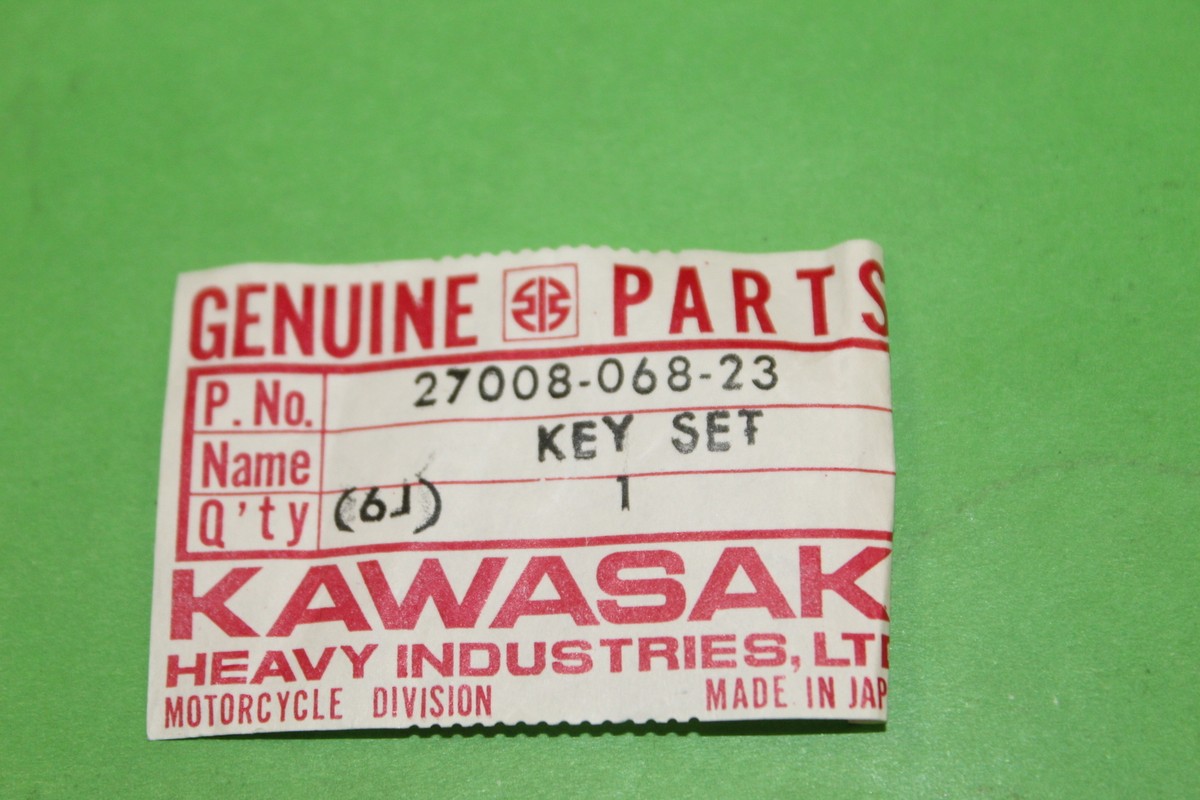 GENUINE PARTS
P. No. 27008-068-23
Name KEY SET
Q'ty (6J) 1
KAWASAK
HEAVY INDUSTRIES, LTD
MOTORCYCLE DIVISION MADE IN JAP